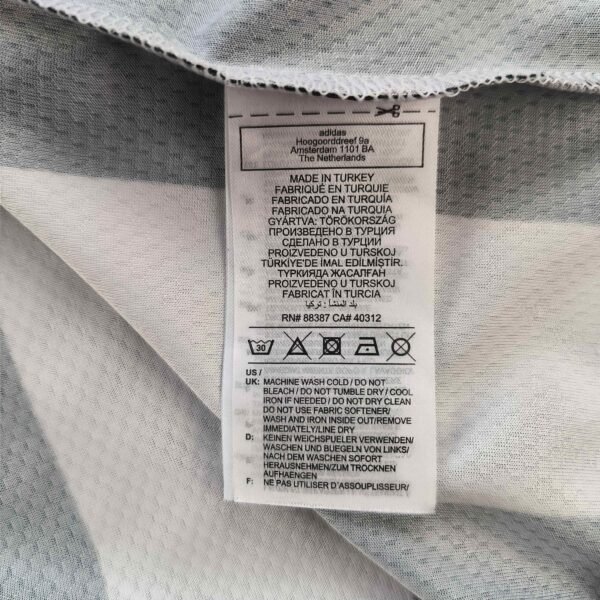 adidas
Hoogoorddreef 9a
Amsterdam 1101 BA
The Netherlands
MADE IN TURKEY
FABRIQUÉ EN TURQUIE
FABRICADO EN TURQUÍA
FABRICADO NA TURQUIA
GYÁRTVA: TÖRÖKORSZÁG
ПРОИЗВЕДЕНО В ТУРЦИЯ
СДЕЛАНО В ТУРЦИИ
PROIZVEDENO U TURSKOJ
TÜRKİYE'DE İMAL EDİLMİŞTİR.
ТУРКИЯДА ЖАСАЛҒАН
PROIZVEDENO U TURSKOJ
FABRICAT ÎN TURCIA
بلد المنشأ : تركيا
RN# 88387 CA# 40312
30
US /
UK: MACHINE WASH COLD / DO NOT
BLEACH / DO NOT TUMBLE DRY / COOL
IRON IF NEEDED / DO NOT DRY CLEAN
DO NOT USE FABRIC SOFTENER/
WASH AND IRON INSIDE OUT/REMOVE
IMMEDIATELY/LINE DRY
D: KEINEN WEICHSPUELER VERWENDEN/
WASCHEN UND BUEGELN VON LINKS/
NACH DEM WASCHEN SOFORT
HERAUSNEHMEN/ZUM TROCKNEN
AUFHAENGEN
F: NE PAS UTILISER D'ASSOUPLISSEUR/